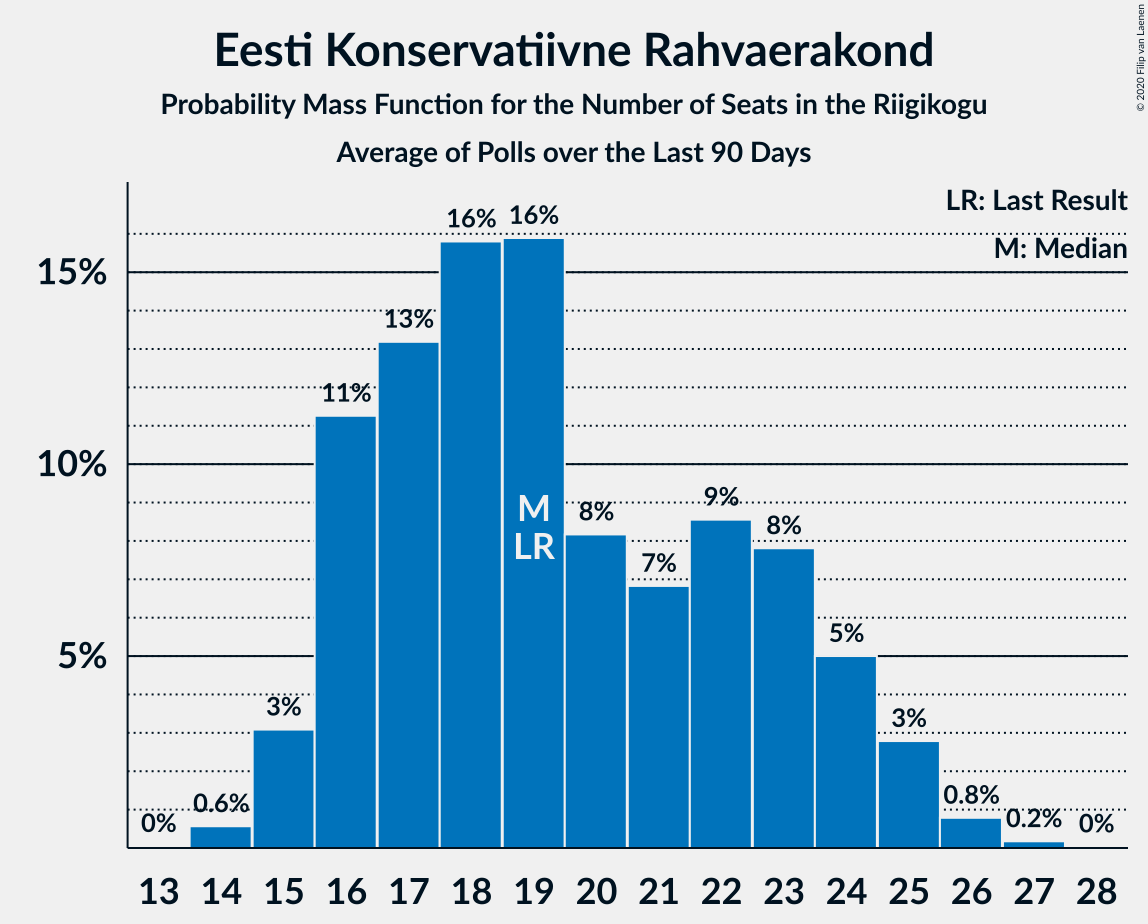 Eesti Konservatiivne Rahvaerakond
Probability Mass Function for the Number of Seats in the Riigikogu
Average of Polls over the Last 90 Days
© 2020 Filip van Laenen
LR: Last Result
M: Median
15%
10%
5%
0%
0.6%
3%
11%
13%
16%
16%
8%
7%
9%
8%
5%
3%
0.8%
0.2%
0%
M
LR
13 14 15 16 17 18 19 20 21 22 23 24 25 26 27 28